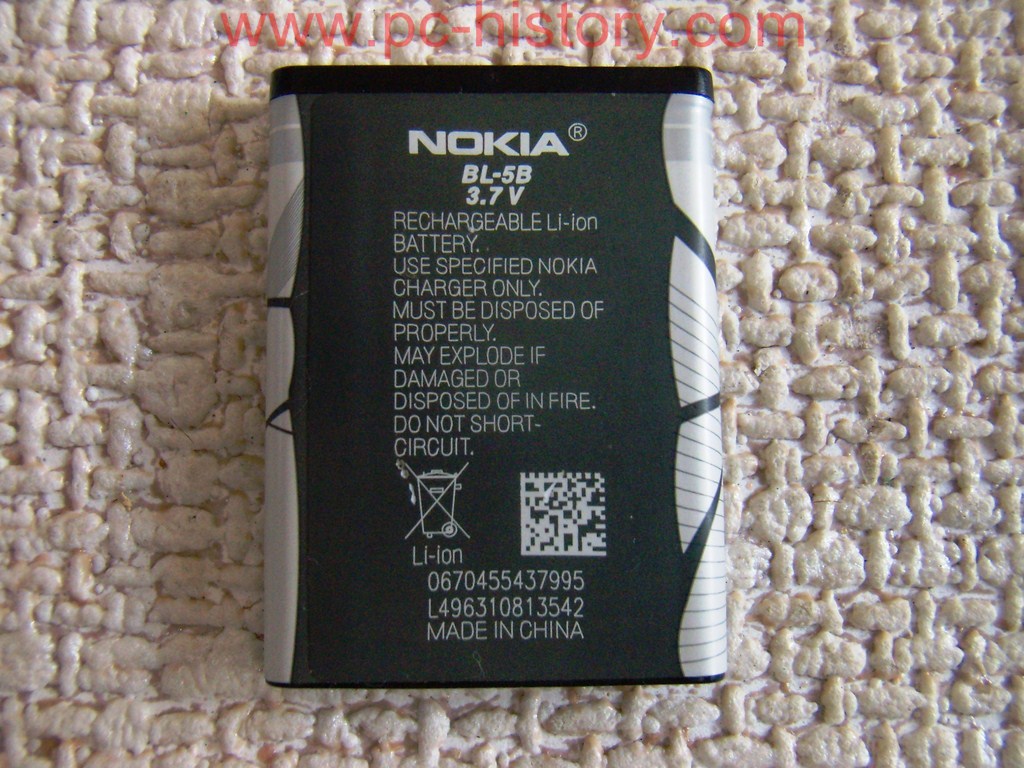 www.pc-history.com
NOKIA®
BL-5B
3.7 V
RECHARGEABLE Li-ion
BATTERY.
USE SPECIFIED NOKIA
CHARGER ONLY.
MUST BE DISPOSED OF
PROPERLY.
MAY EXPLODE IF
DAMAGED OR
DISPOSED OF IN FIRE.
DO NOT SHORT-
CIRCUIT.
Li-ion
0670455437995
L496310813542
MADE IN CHINA